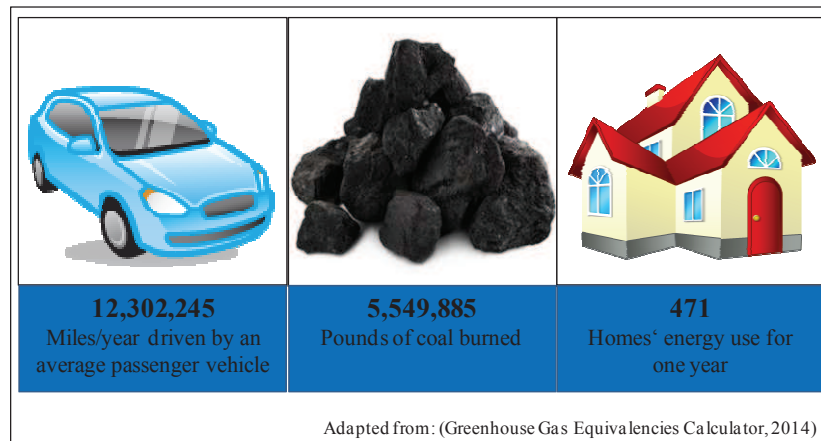 12,302,245
Miles/year driven by an
average passenger vehicle
5,549,885
Pounds of coal burned
471
Homes‘ energy use for
one year
Adapted from: (Greenhouse Gas Equivalencies Calculator, 2014)